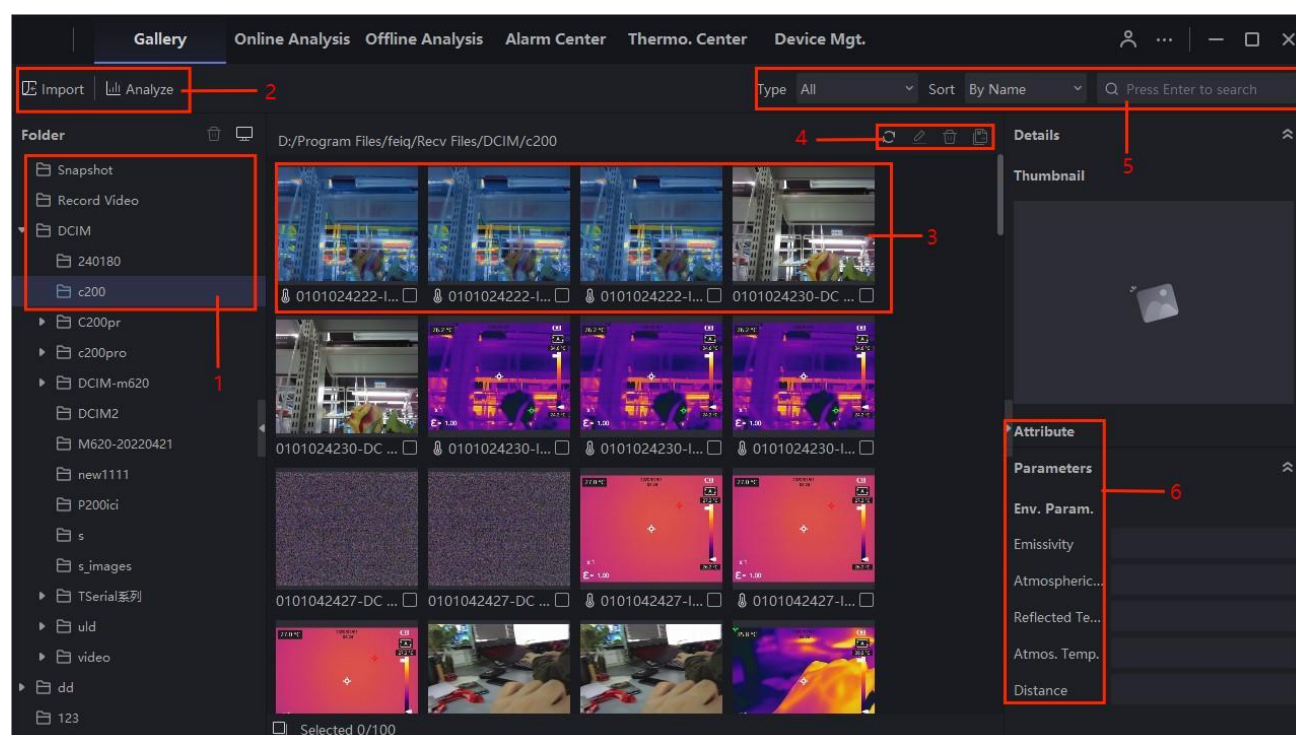 Gallery Online Analysis Offline Analysis Alarm Center Thermo. Center Device Mgt.
Import Analyze 2 Type All Sort By Name Press Enter to search
Folder D:/Program Files/feiq/Recv Files/DCIM/c200 4 Details 5
Snapshot Thumbnail
Record Video
DCIM 3
240180
c200 0101024222-I... 0101024222-I... 0101024222-I... 0101024230-DC ...
C200pr
c200pro 1
DCIM-m620
DCIM2
M620-20220421 0101024230-DC ... 0101024230-I... 0101024230-I... 0101024230-I... Attribute
new1111 Parameters
P200ici 6 Env. Param.
s Emissivity
s_images Atmospheric...
TSerial系列 0101042427-DC ... 0101042427-DC ... 0101042427-I... 0101042427-I...
uld Reflected Te...
video Atmos. Temp.
dd Distance
123 Selected 0/100